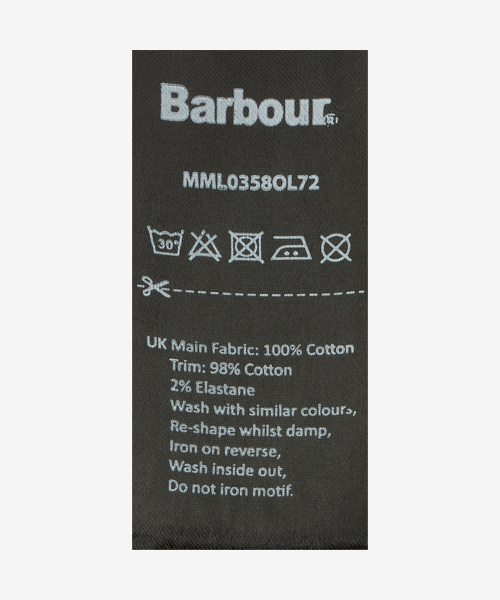 Barbour
MML0358OL72
30°
UK Main Fabric: 100% Cotton
Trim: 98% Cotton
2% Elastane
Wash with similar colours,
Re-shape whilst damp,
Iron on reverse,
Wash inside out,
Do not iron motif.